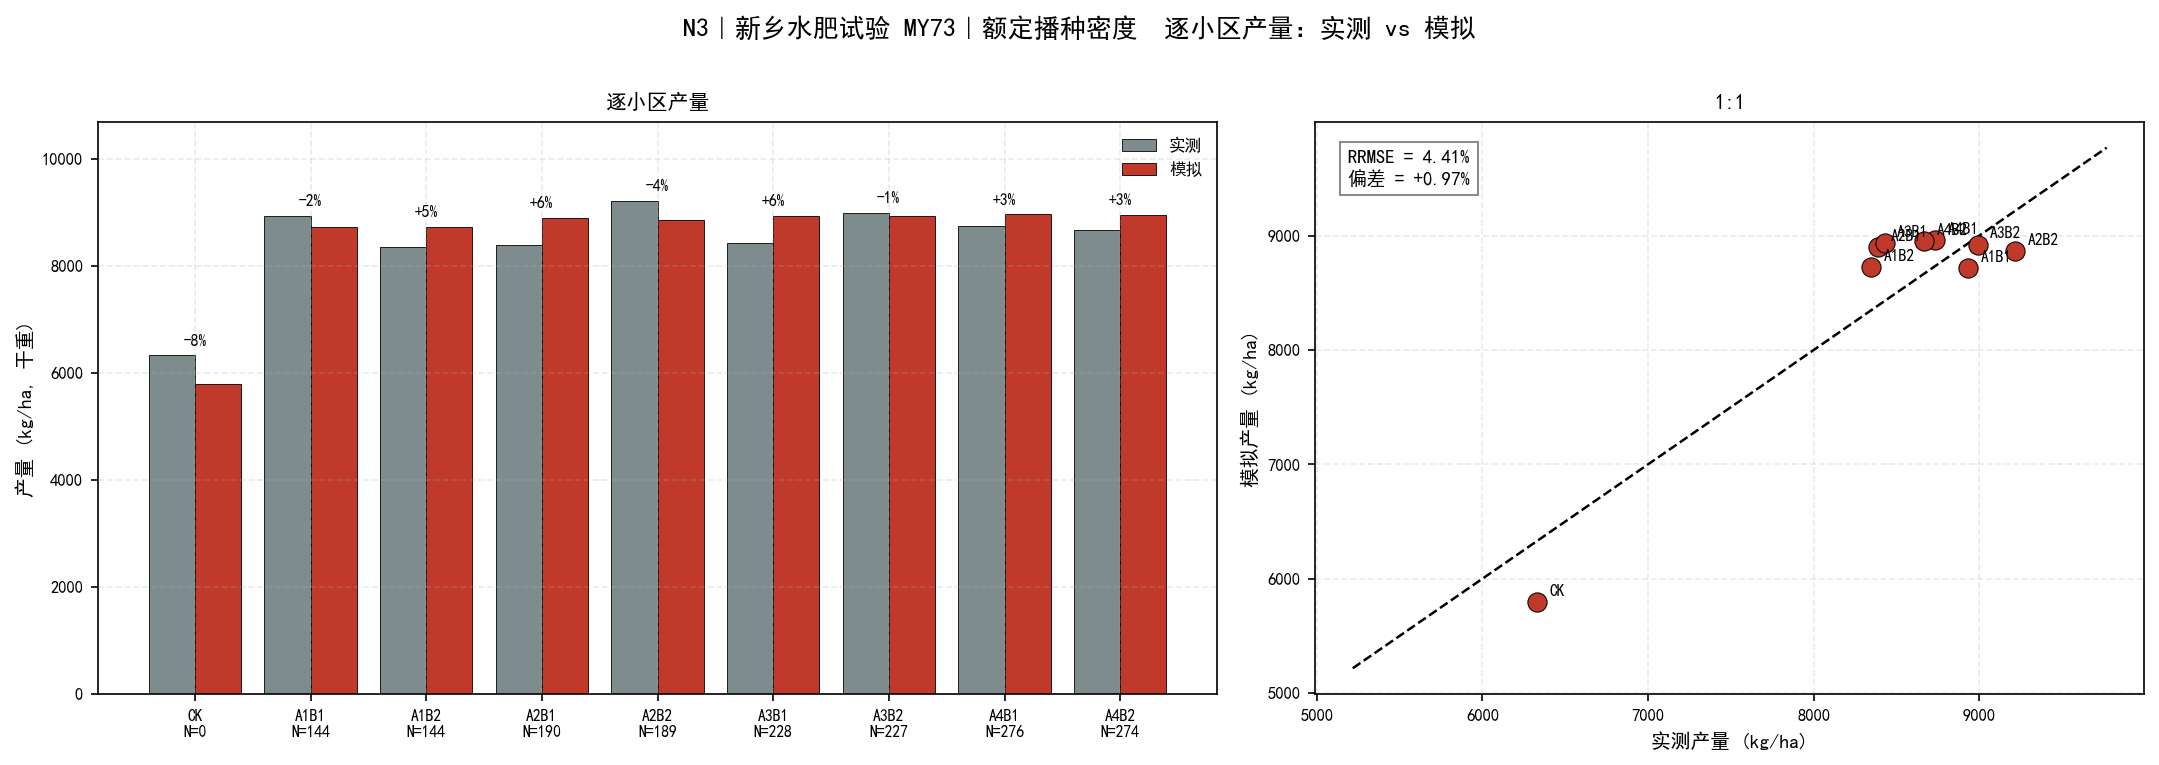 N3｜新乡水肥试验 MY73｜额定播种密度  逐小区产量：实测 vs 模拟
逐小区产量
产量 (kg/ha, 干重)
10000
8000
6000
4000
2000
0
实测
模拟
-8%
-2%
+5%
+6%
-4%
+6%
-1%
+3%
+3%
CK
N=0
A1B1
N=144
A1B2
N=144
A2B1
N=190
A2B2
N=189
A3B1
N=228
A3B2
N=227
A4B1
N=276
A4B2
N=274
1:1
RRMSE = 4.41%
偏差 = +0.97%
模拟产量 (kg/ha)
9000
8000
7000
6000
5000
A2B1
A3B1
A4B2
A4B1
A3B2
A2B2
A1B2
A1B1
CK
5000
6000
7000
8000
9000
实测产量 (kg/ha)